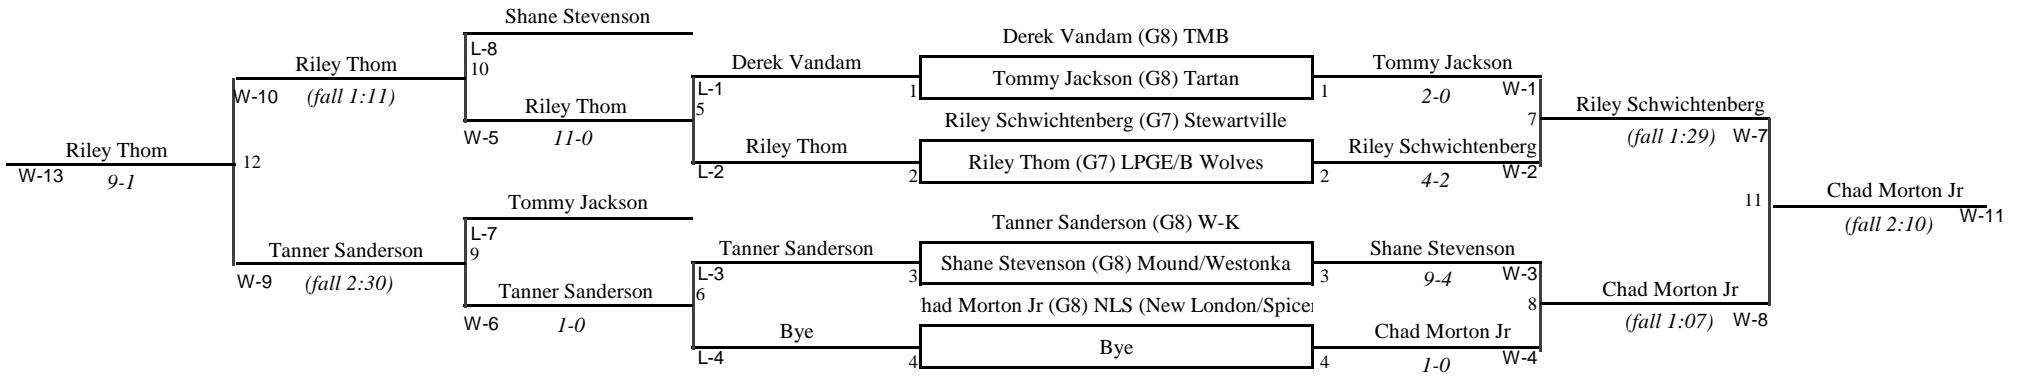 Shane Stevenson
L-8
10
Riley Thom
W-10 (fall 1:11)
Riley Thom
W-5 11-0
Derek Vandam
L-1
1
5
Riley Thom
L-2
2
Riley Thom
W-13 9-1
12
Tommy Jackson
L-7
9
Tanner Sanderson
W-9 (fall 2:30)
Tanner Sanderson
W-6 1-0
Tanner Sanderson
L-3
3
6
Bye
L-4
4
Derek Vandam (G8) TMB
Tommy Jackson (G8) Tartan
Riley Schwichtenberg (G7) Stewartville
Riley Thom (G7) LPGE/B Wolves
Tanner Sanderson (G8) W-K
Shane Stevenson (G8) Mound/Westonka
had Morton Jr (G8) NLS (New London/Spicer
Bye
Tommy Jackson
1 2-0 W-1
7
Riley Schwichtenberg
2 4-2 W-2
Riley Schwichtenberg
(fall 1:29) W-7
Shane Stevenson
3 9-4 W-3
8
Chad Morton Jr
4 1-0 W-4
Chad Morton Jr
(fall 1:07) W-8
11
Chad Morton Jr
(fall 2:10) W-11